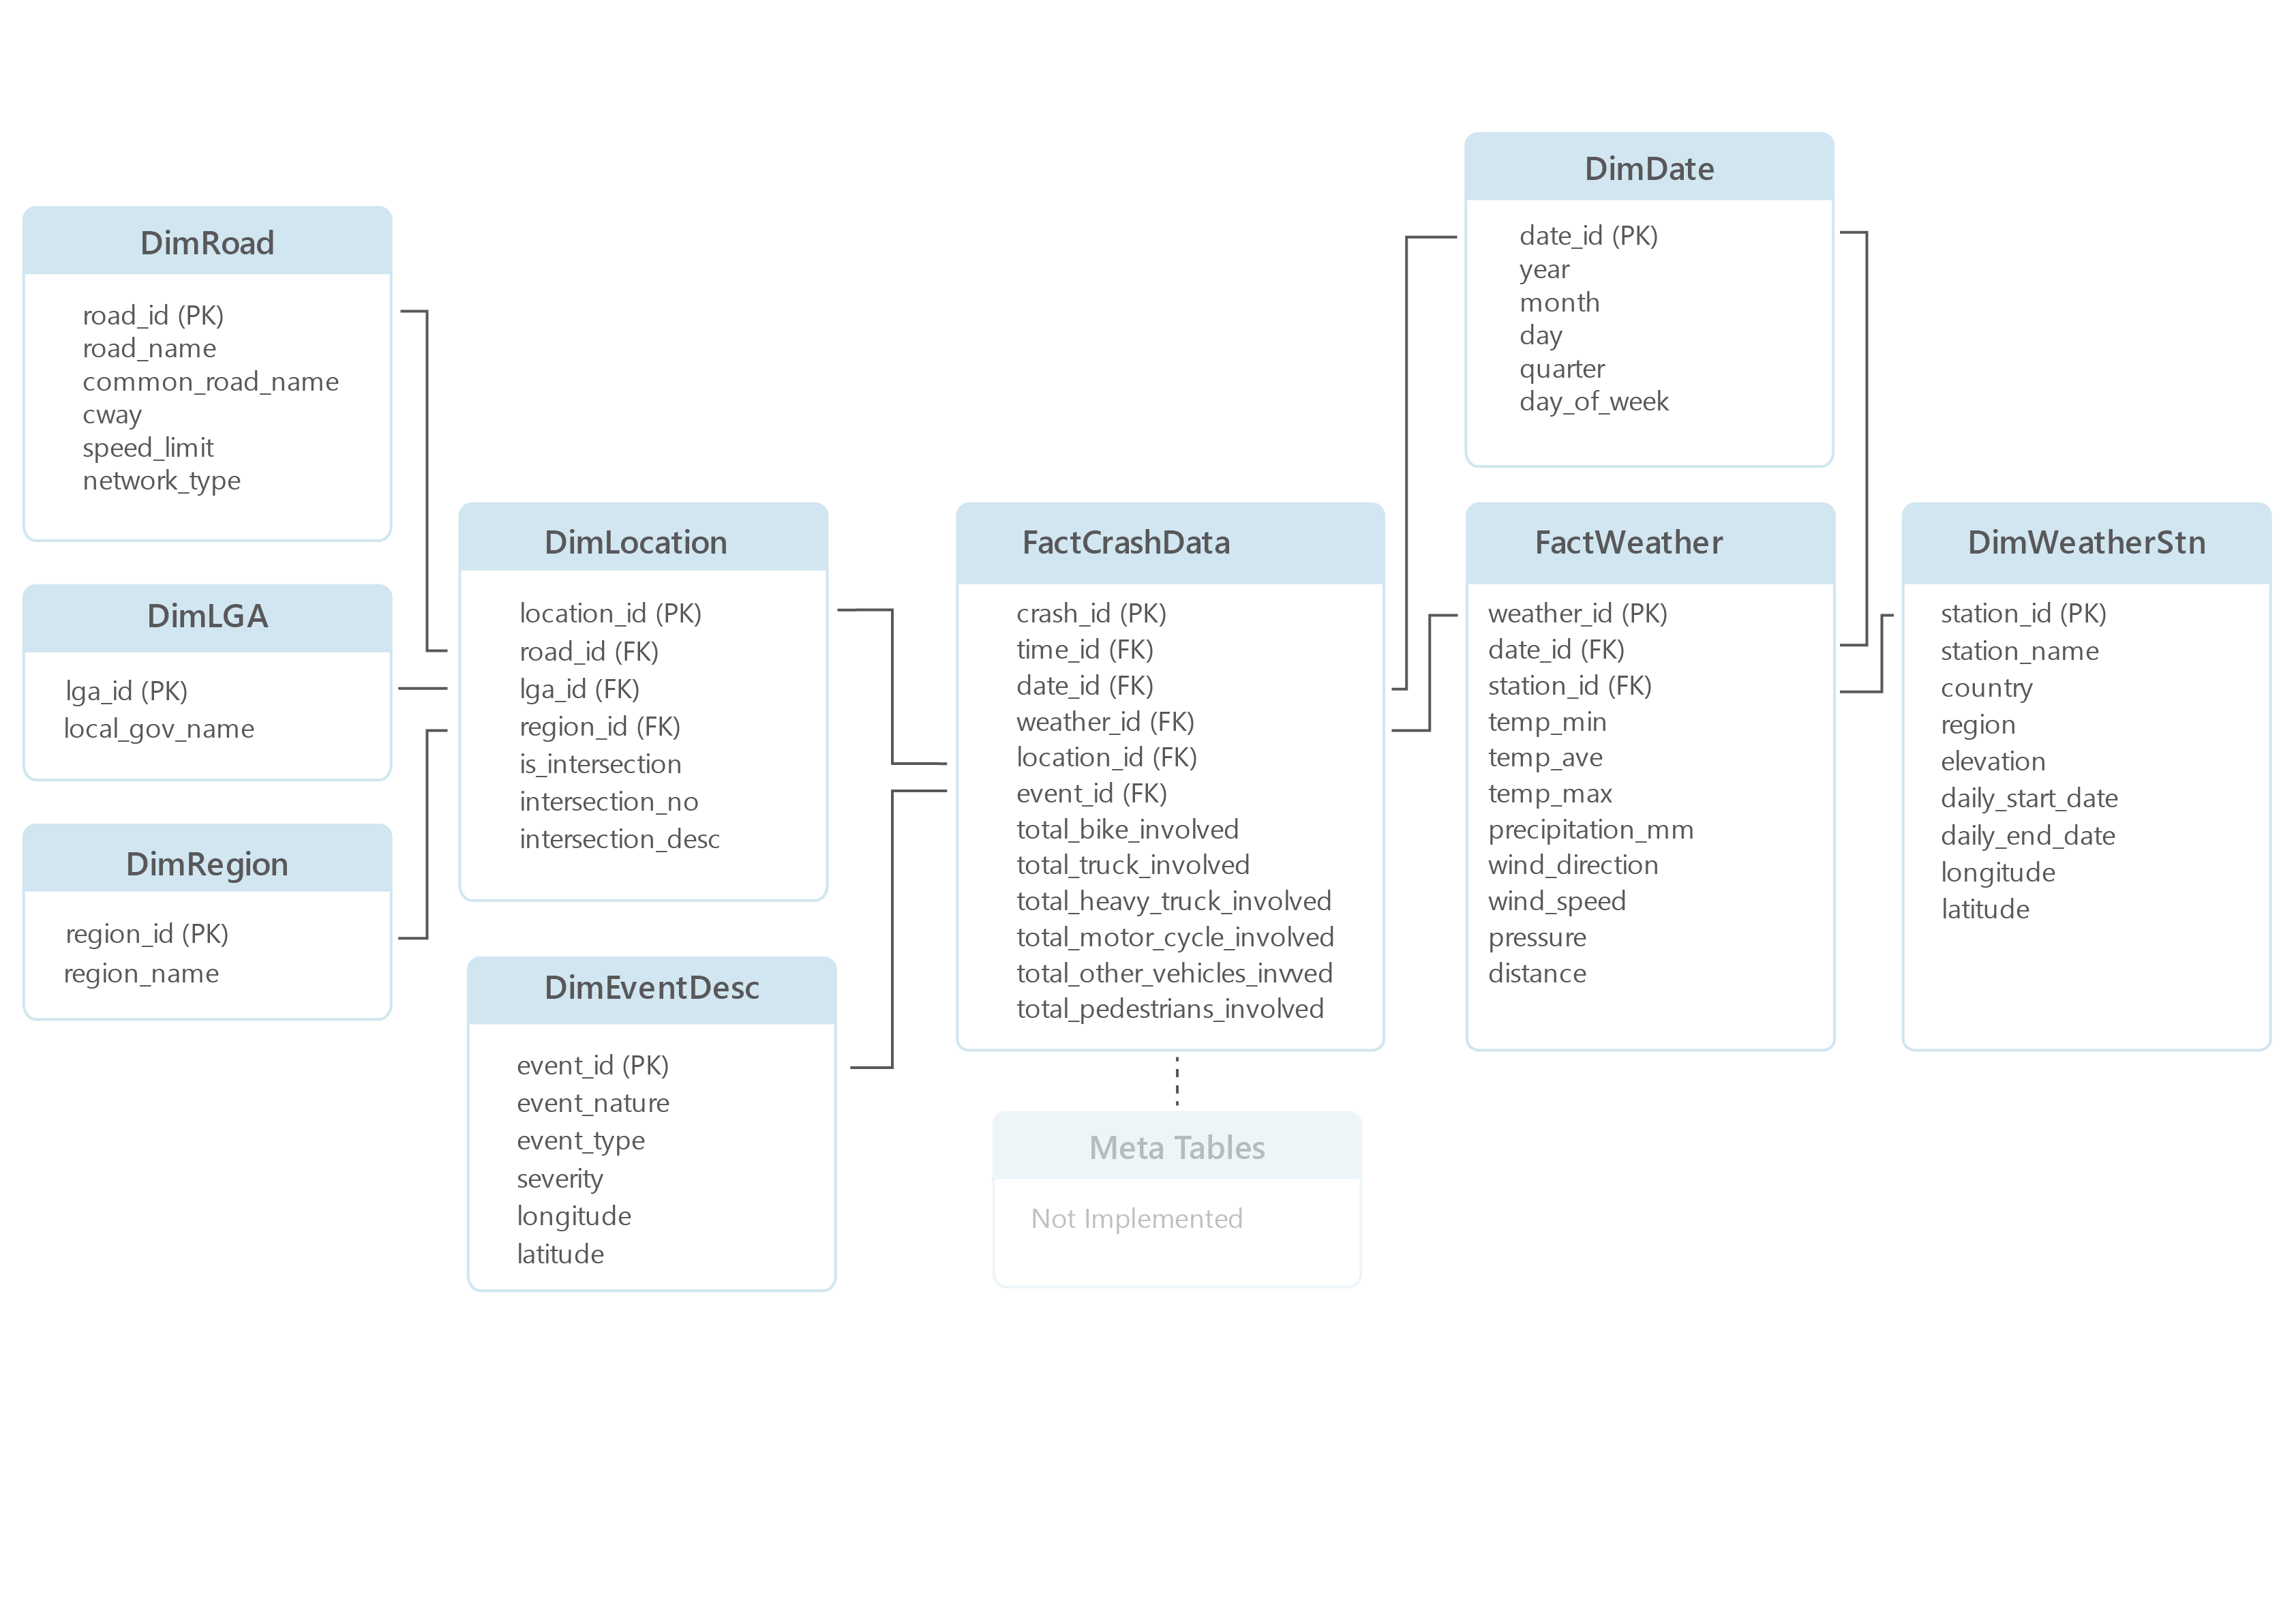 DimRoad
road_id (PK)
road_name
common_road_name
cway
speed_limit
network_type
DimLGA
lga_id (PK)
local_gov_name
DimRegion
region_id (PK)
region_name
DimLocation
location_id (PK)
road_id (FK)
lga_id (FK)
region_id (FK)
is_intersection
intersection_no
intersection_desc
DimEventDesc
event_id (PK)
event_nature
event_type
severity
longitude
latitude
FactCrashData
crash_id (PK)
time_id (FK)
date_id (FK)
weather_id (FK)
location_id (FK)
event_id (FK)
total_bike_involved
total_truck_involved
total_heavy_truck_involved
total_motor_cycle_involved
total_other_vehicles_invved
total_pedestrians_involved
Meta Tables
Not Implemented
DimDate
date_id (PK)
year
month
day
quarter
day_of_week
FactWeather
weather_id (PK)
date_id (FK)
station_id (FK)
temp_min
temp_ave
temp_max
precipitation_mm
wind_direction
wind_speed
pressure
distance
DimWeatherStn
station_id (PK)
station_name
country
region
elevation
daily_start_date
daily_end_date
longitude
latitude